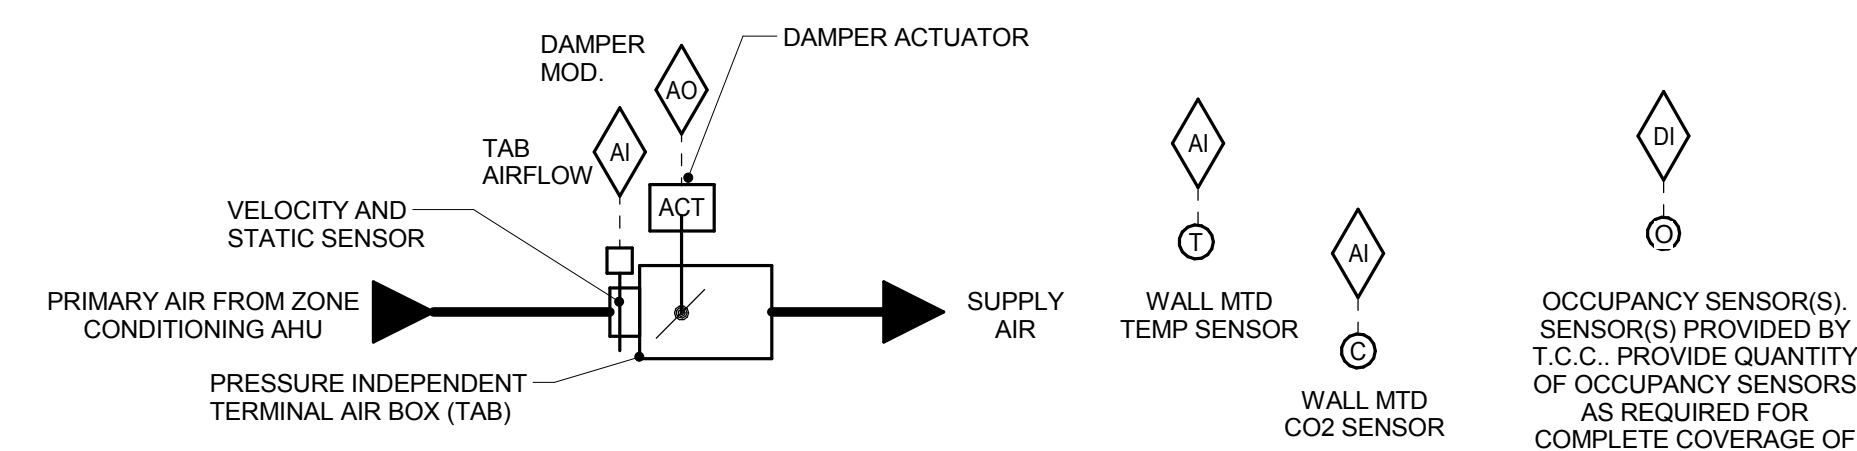 DAMPER
MOD.
AO
DAMPER ACTUATOR
TAB
AIRFLOW
AI
ACT
VELOCITY AND
STATIC SENSOR
PRIMARY AIR FROM ZONE
CONDITIONING AHU
SUPPLY
AIR
PRESSURE INDEPENDENT
TERMINAL AIR BOX (TAB)
AI
T
WALL MTD
TEMP SENSOR
AI
C
WALL MTD
CO2 SENSOR
DI
O
OCCUPANCY SENSOR(S).
SENSOR(S) PROVIDED BY
T.C.C.. PROVIDE QUANTITY
OF OCCUPANCY SENSORS
AS REQUIRED FOR
COMPLETE COVERAGE OF